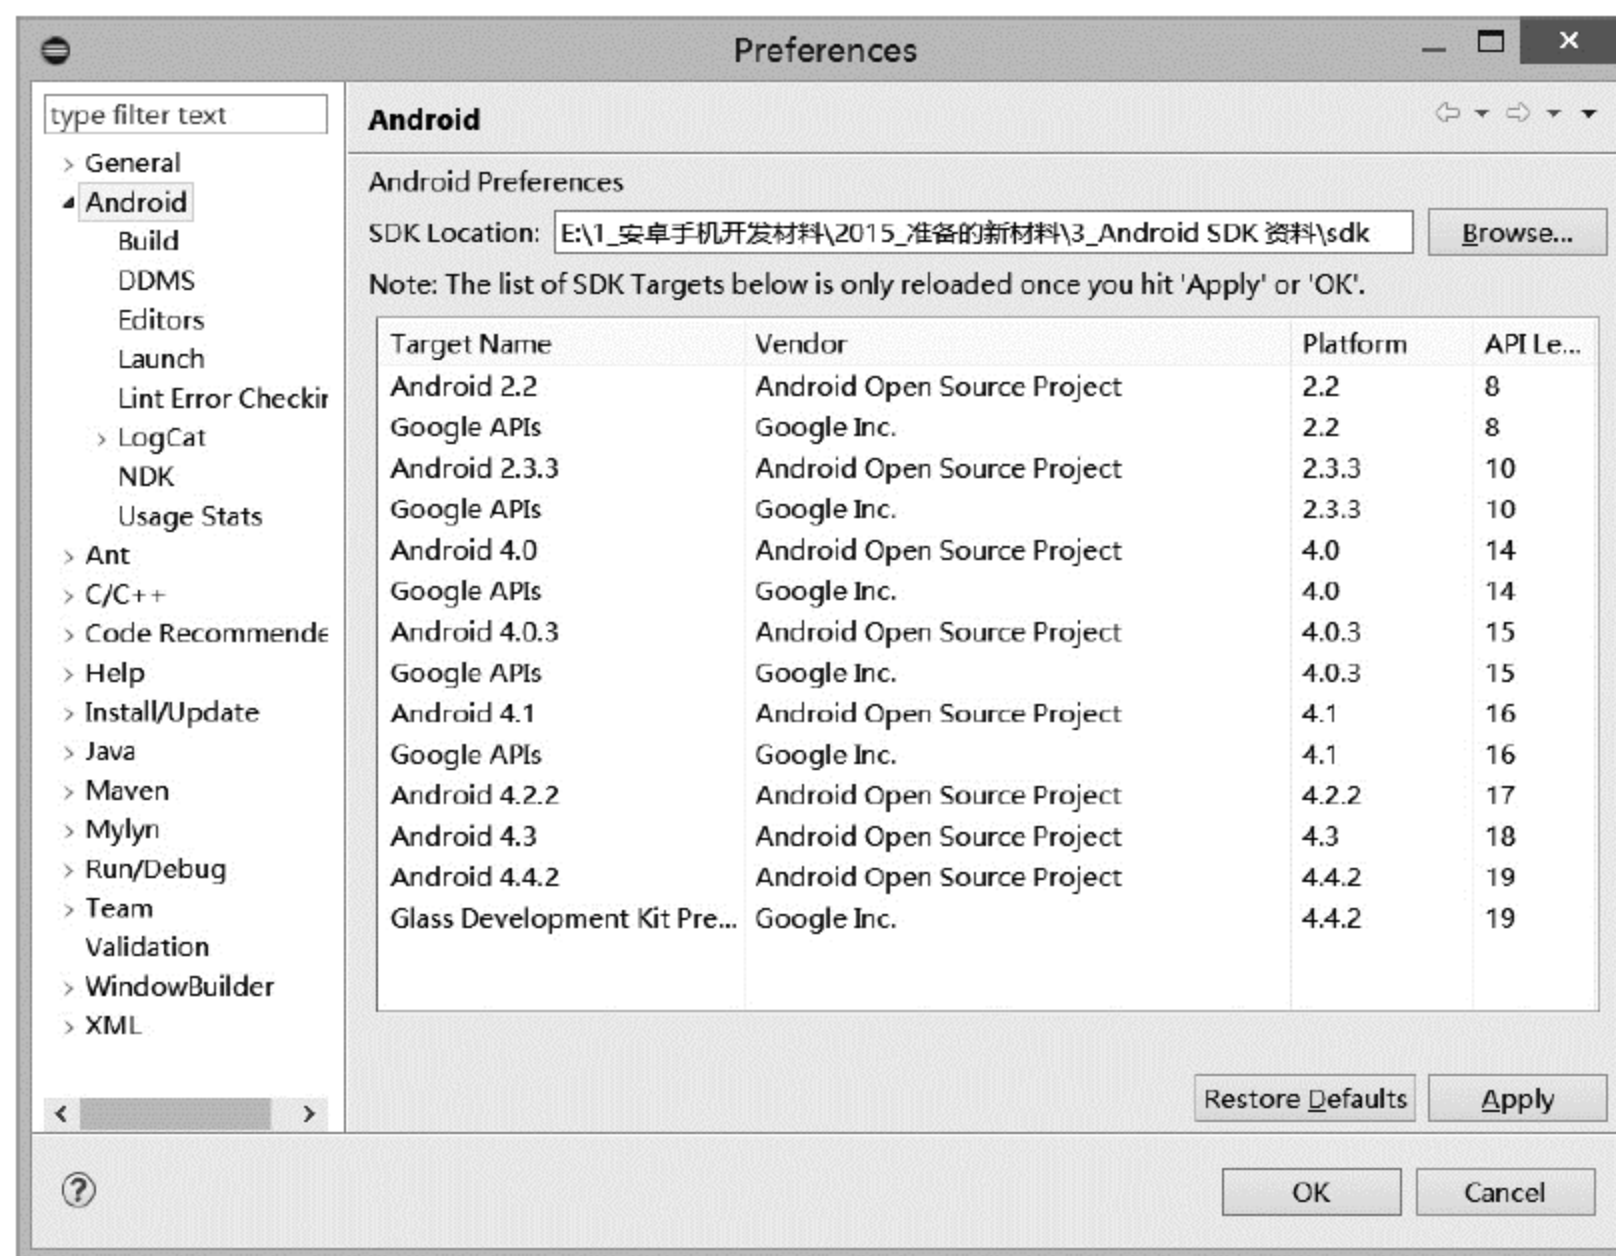 Preferences
type filter text
General
Android
Build
DDMS
Editors
Launch
Lint Error Checkir
LogCat
NDK
Usage Stats
Ant
C/C++
Code Recommende
Help
Install/Update
Java
Maven
Mylyn
Run/Debug
Team
Validation
WindowBuilder
XML
Android
Android Preferences
SDK Location: E:\1_安卓手机开发材料\2015_准备的新材料\3_Android SDK 资料\sdk Browse...
Note: The list of SDK Targets below is only reloaded once you hit 'Apply' or 'OK'.
Target Name Vendor Platform API Le...
Android 2.2 Android Open Source Project 2.2 8
Google APIs Google Inc. 2.2 8
Android 2.3.3 Android Open Source Project 2.3.3 10
Google APIs Google Inc. 2.3.3 10
Android 4.0 Android Open Source Project 4.0 14
Google APIs Google Inc. 4.0 14
Android 4.0.3 Android Open Source Project 4.0.3 15
Google APIs Google Inc. 4.0.3 15
Android 4.1 Android Open Source Project 4.1 16
Google APIs Google Inc. 4.1 16
Android 4.2.2 Android Open Source Project 4.2.2 17
Android 4.3 Android Open Source Project 4.3 18
Android 4.4.2 Android Open Source Project 4.4.2 19
Glass Development Kit Pre... Google Inc. 4.4.2 19
Restore Defaults Apply
OK Cancel